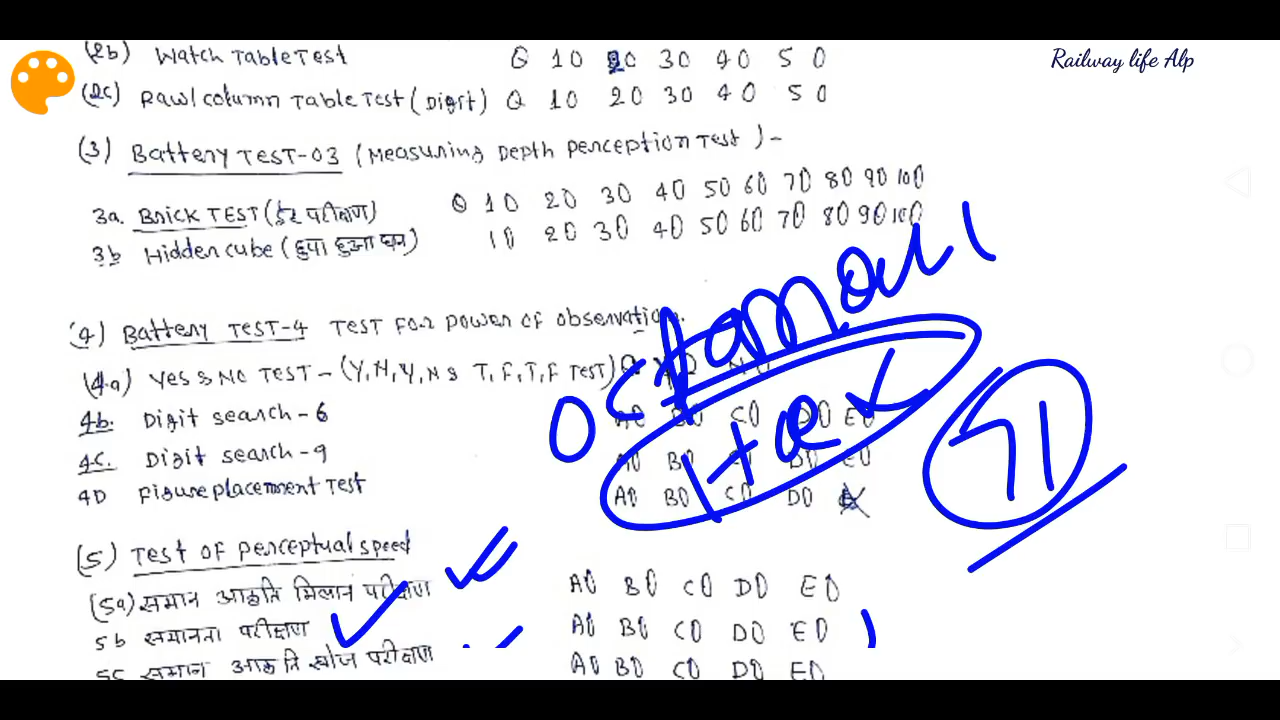 Railway life Alp
(2b) Watch Table Test Q 10 20 30 40 50
(2c) Raw/column Table Test (Digit) Q 10 20 30 40 50
(3) Battery TEST-03 (Measuring Depth perception Test) -
3a. Brick TEST (ईंट परीक्षण) Q 10 20 30 40 50 60 70 80 90 100
3b Hidden cube (छुपा हुआ घन) 10 20 30 40 50 60 70 80 90 100
(4) Battery TEST-4 TEST FOR power of observation.
(4.a) Yes & No TEST - (Y, N, Y, N & T, F, T, F TEST)
4b. Digit search - 6 A0 B0 C0 D0 E0
4c. Digit search - 9 A0 B0 C0 D0 E0
4D Figure placement Test A0 B0 C0 D0
71
(5) Test of perceptual speed
(5a) समान आकृति मिलान परीक्षण A0 B0 C0 D0 E0
5b समानता परीक्षण A0 B0 C0 D0 E0
5c समान आकृति खोज परीक्षण A0 B0 C0 D0 E0